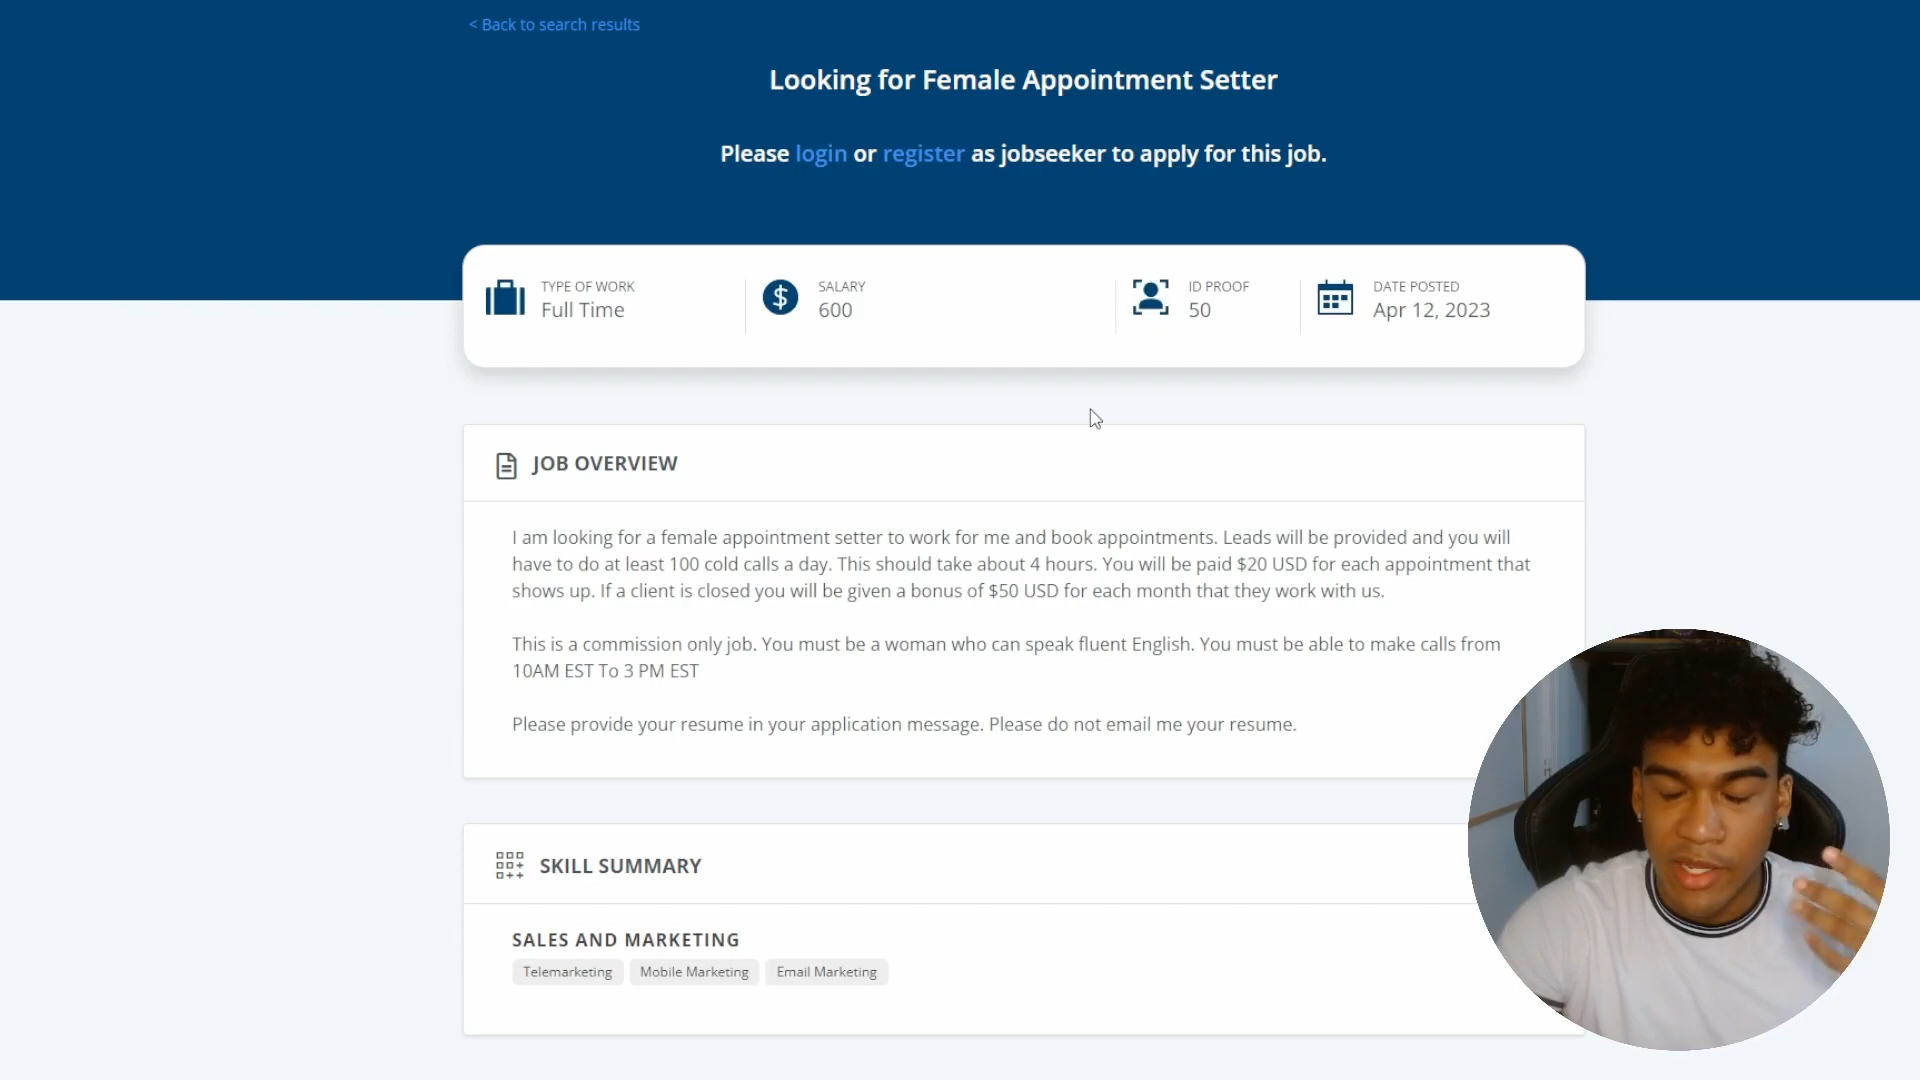 < Back to search results
Looking for Female Appointment Setter
Please login or register as jobseeker to apply for this job.
TYPE OF WORK
Full Time
SALARY
600
ID PROOF
50
DATE POSTED
Apr 12, 2023
JOB OVERVIEW
I am looking for a female appointment setter to work for me and book appointments. Leads will be provided and you will
have to do at least 100 cold calls a day. This should take about 4 hours. You will be paid $20 USD for each appointment that
shows up. If a client is closed you will be given a bonus of $50 USD for each month that they work with us.
This is a commission only job. You must be a woman who can speak fluent English. You must be able to make calls from
10AM EST To 3 PM EST
Please provide your resume in your application message. Please do not email me your resume.
SKILL SUMMARY
SALES AND MARKETING
Telemarketing Mobile Marketing Email Marketing